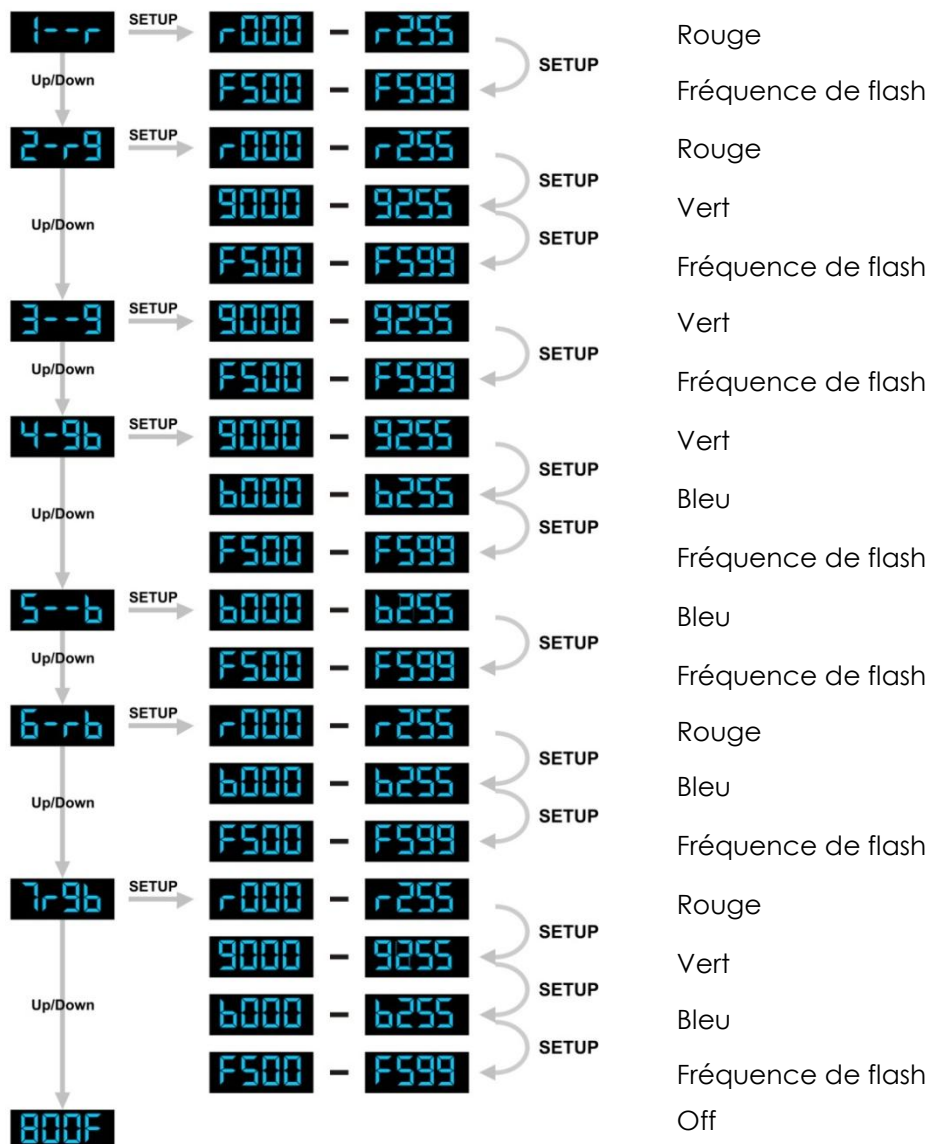 1--r SETUP r000 - r255 Rouge
SETUP
Up/Down F500 - F599 Fréquence de flash
2-r9 SETUP r000 - r255 Rouge
SETUP
9000 - 9255 Vert
Up/Down SETUP
F500 - F599 Fréquence de flash
3--9 SETUP 9000 - 9255 Vert
SETUP
Up/Down F500 - F599 Fréquence de flash
4-9b SETUP 9000 - 9255 Vert
SETUP
b000 - b255 Bleu
Up/Down SETUP
F500 - F599 Fréquence de flash
5--b SETUP b000 - b255 Bleu
SETUP
Up/Down F500 - F599 Fréquence de flash
6-rb SETUP r000 - r255 Rouge
SETUP
b000 - b255 Bleu
Up/Down SETUP
F500 - F599 Fréquence de flash
7r9b SETUP r000 - r255 Rouge
SETUP
9000 - 9255 Vert
Up/Down SETUP
b000 - b255 Bleu
SETUP
F500 - F599 Fréquence de flash
800F Off